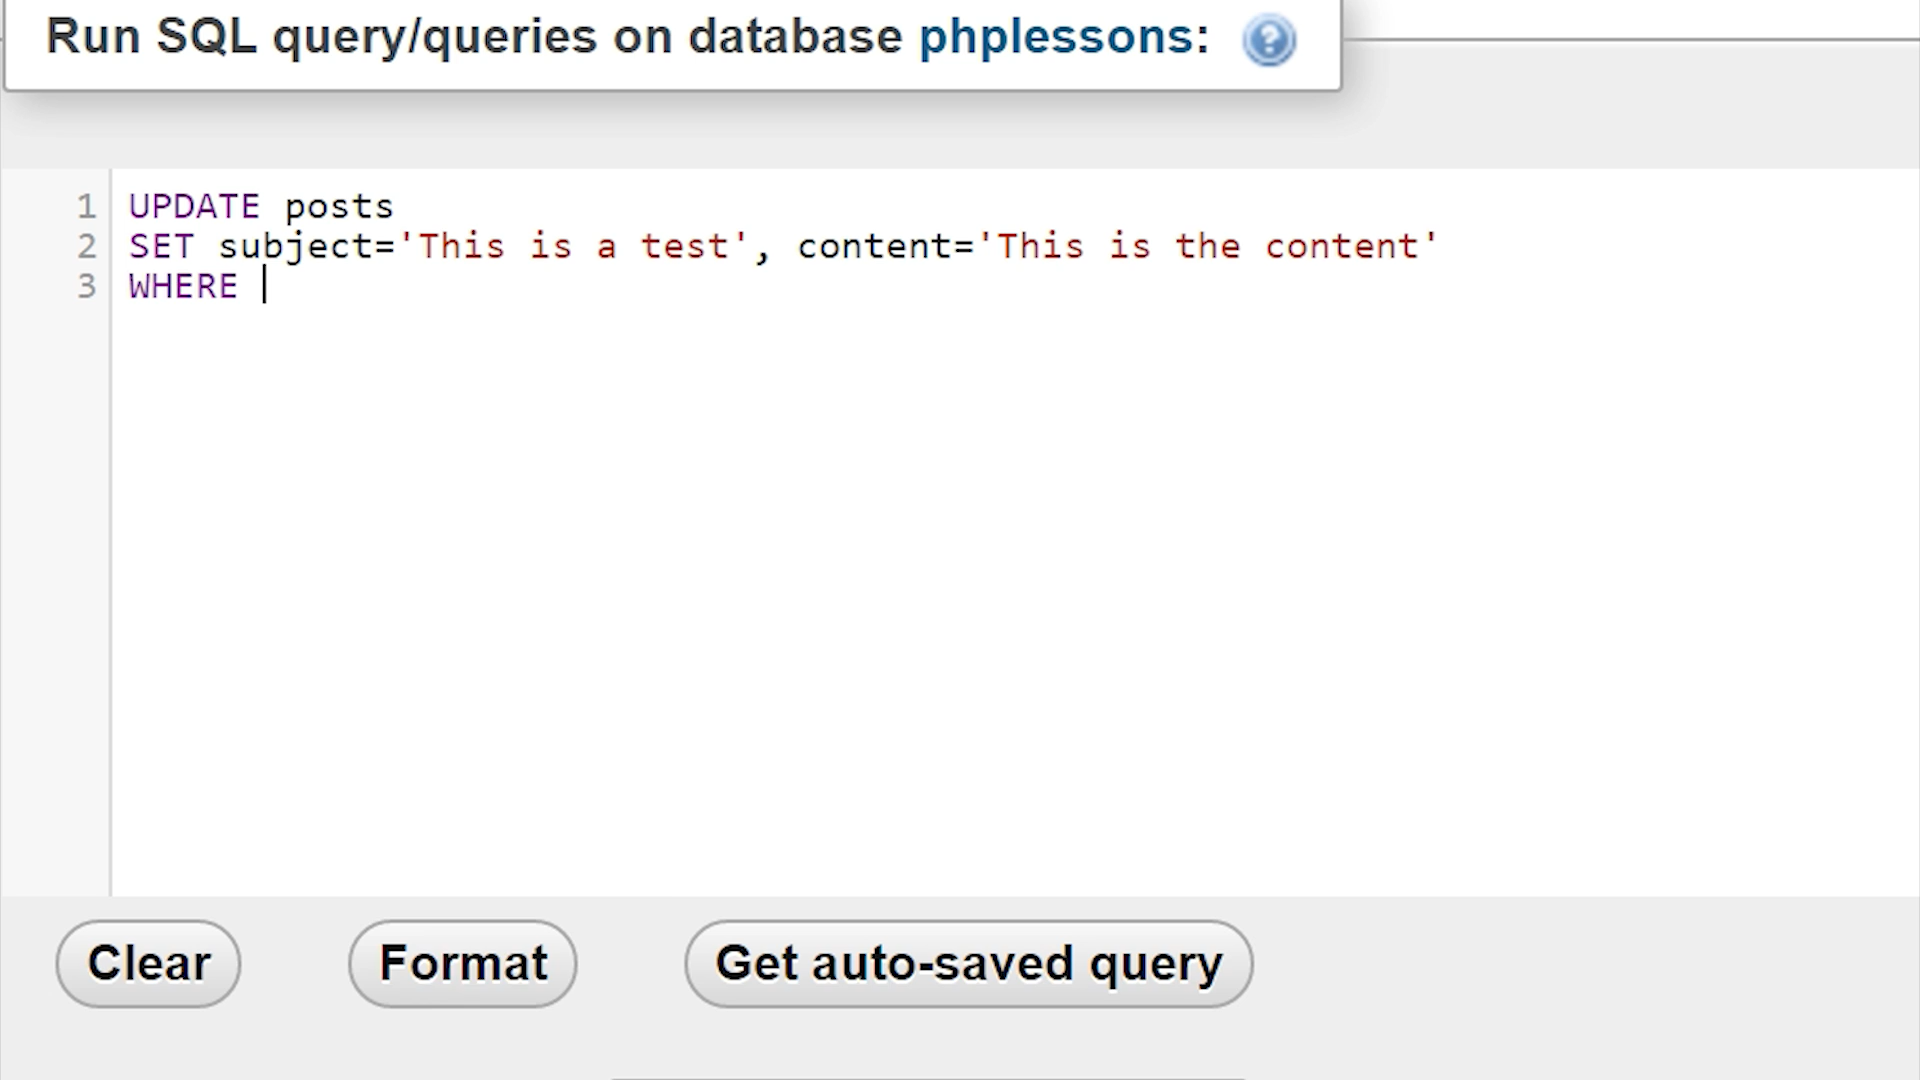 Run SQL query/queries on database phplessons:
1 UPDATE posts
2 SET subject='This is a test', content='This is the content'
3 WHERE
Clear Format Get auto-saved query